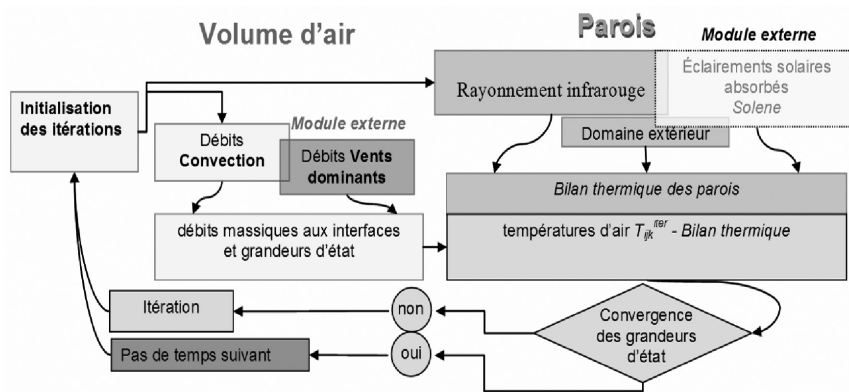 Volume d'air
Parois
Module externe
Éclairements solaires
absorbés
Solene
Rayonnement infrarouge
Initialisation
des itérations
Module externe
Débits
Convection
Débits Vents
dominants
Domaine extérieur
Bilan thermique des parois
débits massiques aux interfaces
et grandeurs d'état
températures d'air Tijk iter - Bilan thermique
Itération
non
Convergence
des grandeurs
d'état
Pas de temps suivant
oui